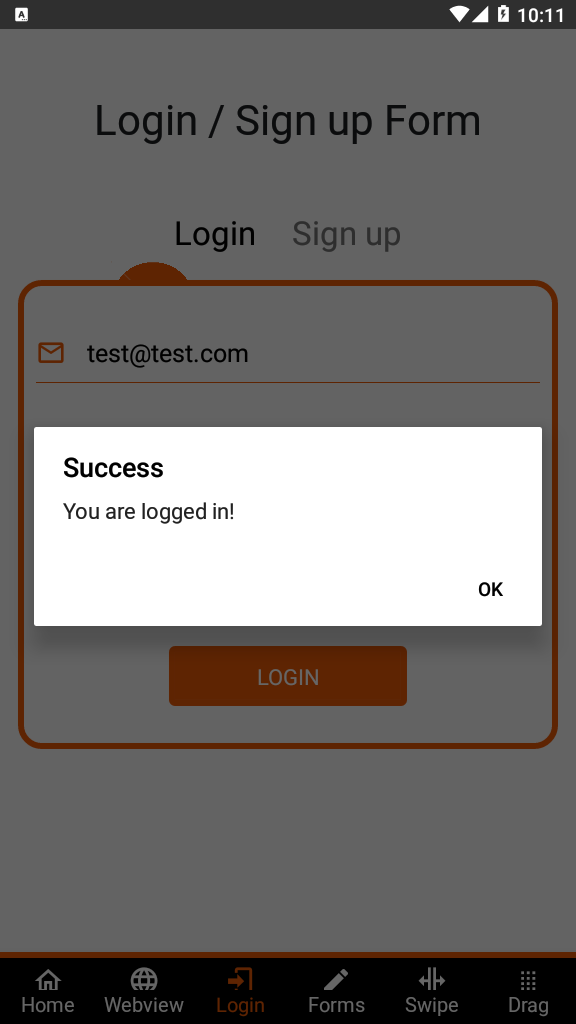 10:11
Login / Sign up Form
Login Sign up
test@test.com
Success
You are logged in!
OK
LOGIN
Home Webview Login Forms Swipe Drag